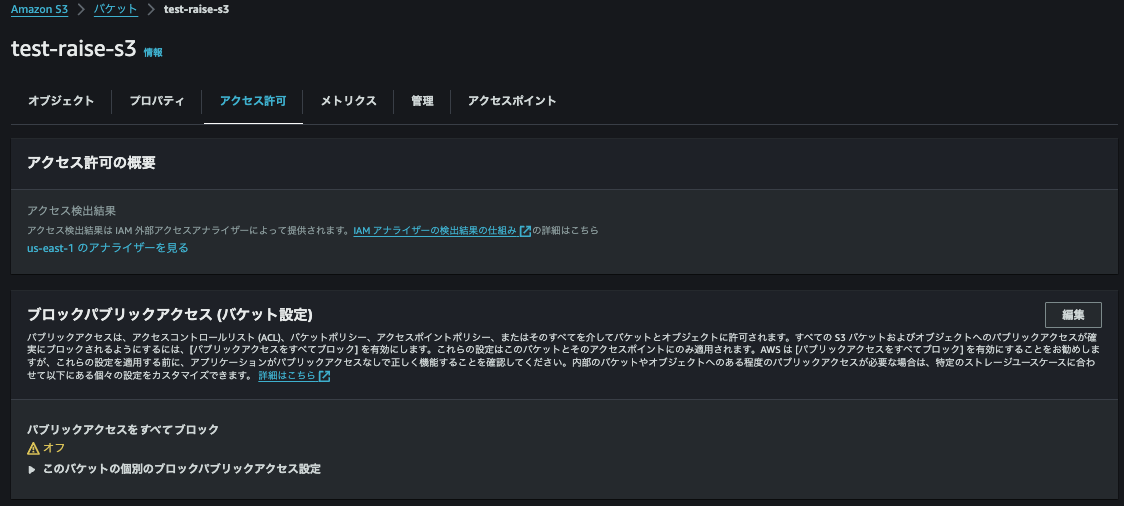 Amazon S3 > バケット > test-raise-s3
test-raise-s3 情報
オブジェクト プロパティ アクセス許可 メトリクス 管理 アクセスポイント
アクセス許可の概要
アクセス検出結果
アクセス検出結果は IAM 外部アクセスアナライザーによって提供されます。IAM アナライザーの検出結果の仕組み の詳細はこちら
us-east-1 のアナライザーを見る
ブロックパブリックアクセス (バケット設定)
編集
パブリックアクセスは、アクセスコントロールリスト (ACL)、バケットポリシー、アクセスポイントポリシー、またはそのすべてを介してバケットとオブジェクトに許可されます。すべての S3 バケットおよびオブジェクトへのパブリックアクセスが確
実にブロックされるようにするには、[パブリックアクセスをすべてブロック] を有効にします。これらの設定はこのバケットとそのアクセスポイントにのみ適用されます。AWS は [パブリックアクセスをすべてブロック] を有効にすることをお勧めしま
すが、これらの設定を適用する前に、アプリケーションがパブリックアクセスなしで正しく機能することを確認してください。内部のバケットやオブジェクトへのある程度のパブリックアクセスが必要な場合は、特定のストレージユースケースに合わ
せて以下にある個々の設定をカスタマイズできます。 詳細はこちら
パブリックアクセスをすべてブロック
オフ
このバケットの個別のブロックパブリックアクセス設定